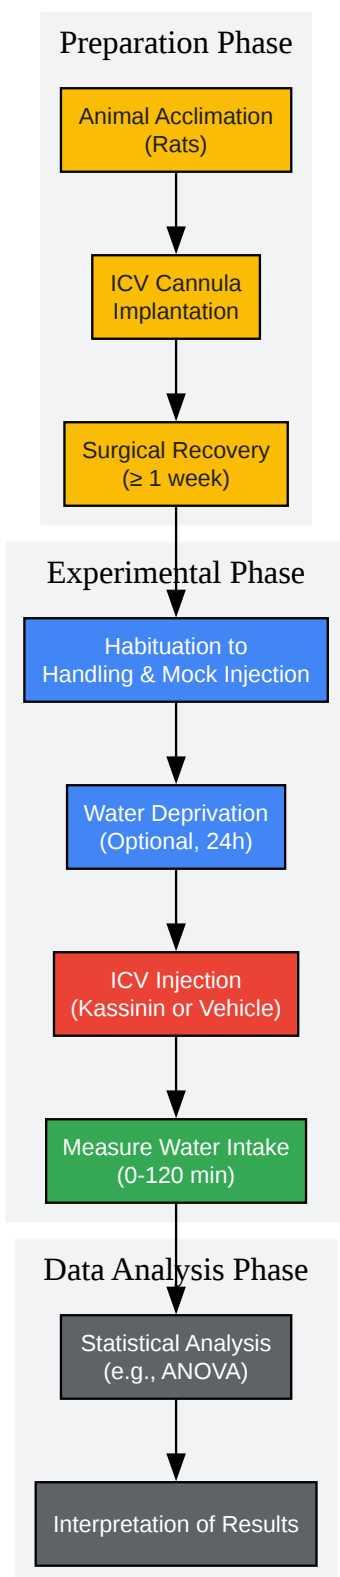 Preparation Phase
Animal Acclimation
(Rats)
ICV Cannula
Implantation
Surgical Recovery
(≥ 1 week)
Experimental Phase
Habituation to
Handling & Mock Injection
Water Deprivation
(Optional, 24h)
ICV Injection
(Kassinin or Vehicle)
Measure Water Intake
(0-120 min)
Data Analysis Phase
Statistical Analysis
(e.g., ANOVA)
Interpretation of Results